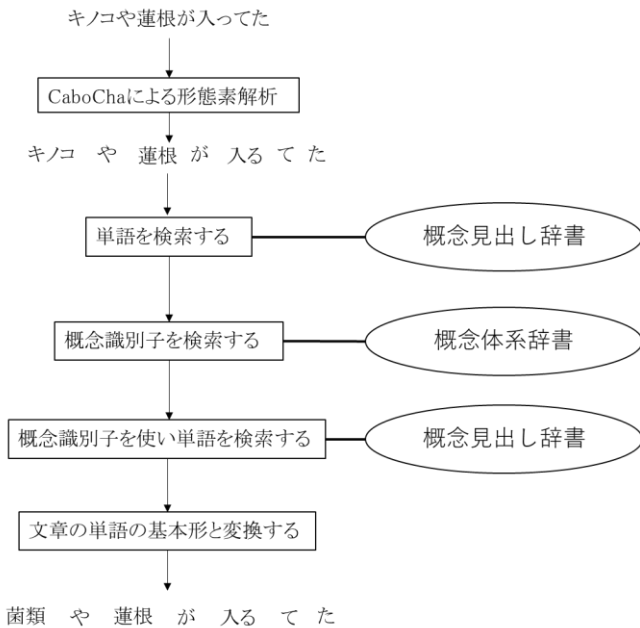 キノコや蓮根が入ってた
CaboChaによる形態素解析
キノコ や 蓮根 が 入る て た
単語を検索する
概念見出し辞書
概念識別子を検索する
概念体系辞書
概念識別子を使い単語を検索する
概念見出し辞書
文章の単語の基本形と変換する
菌類 や 蓮根 が 入る て た